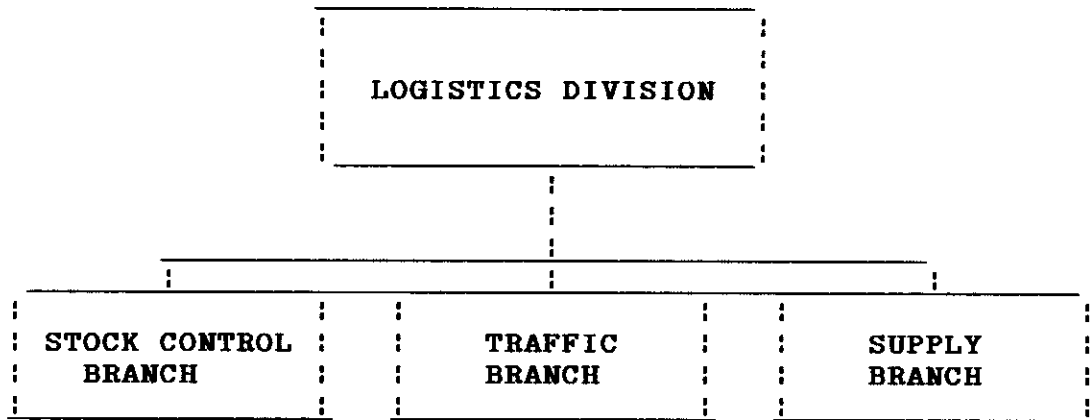 LOGISTICS DIVISION
STOCK CONTROL BRANCH
TRAFFIC BRANCH
SUPPLY BRANCH